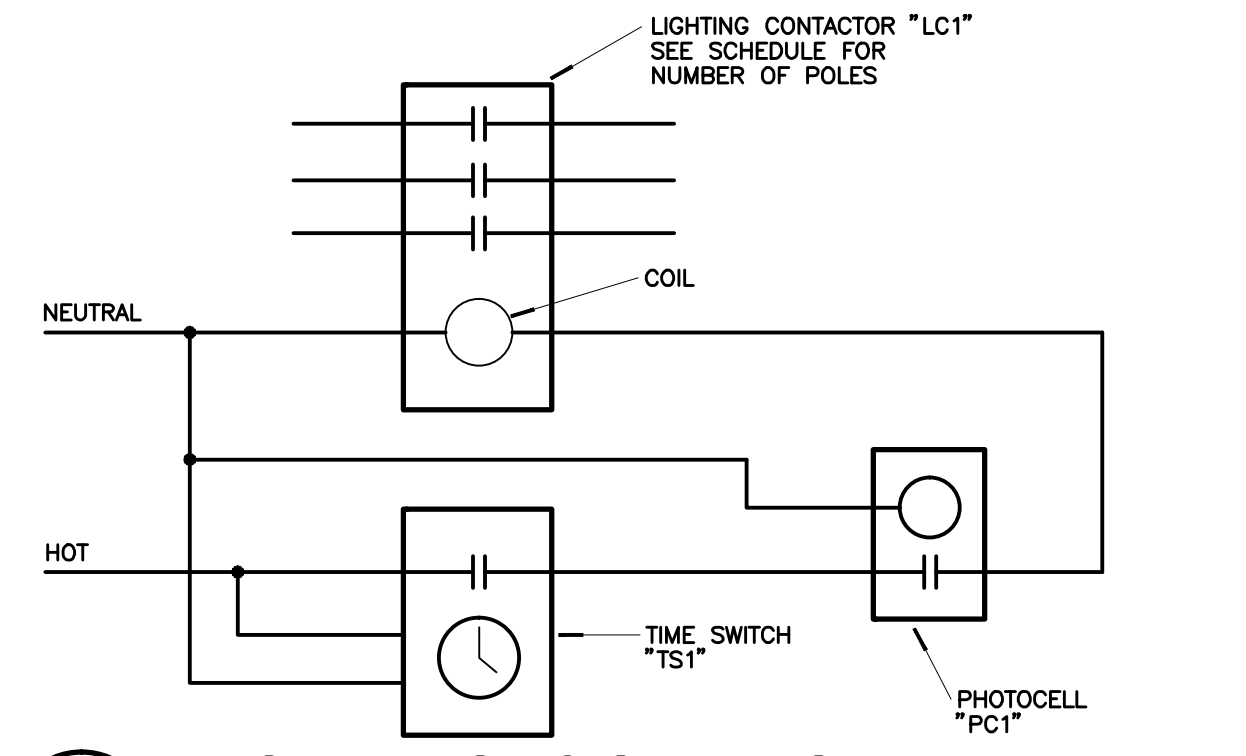 LIGHTING CONTACTOR "LC1"
SEE SCHEDULE FOR
NUMBER OF POLES
COIL
NEUTRAL
HOT
TIME SWITCH
"TS1"
PHOTOCELL
"PC1"